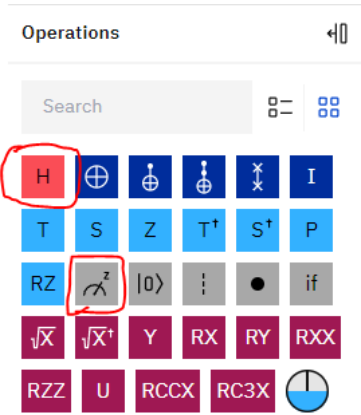 Operations
Search
H I
T S Z T† S† P
RZ z |0⟩ if
√X √X† Y RX RY RXX
RZZ U RCCX RC3X